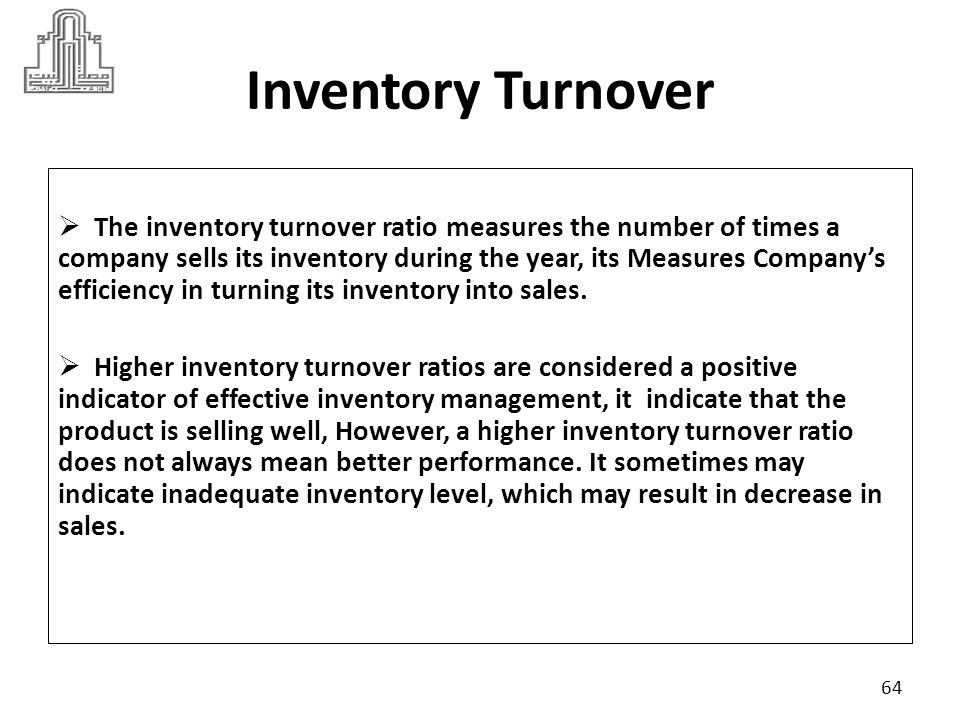 Inventory Turnover
➢ The inventory turnover ratio measures the number of times a
company sells its inventory during the year, its Measures Company’s
efficiency in turning its inventory into sales.
➢ Higher inventory turnover ratios are considered a positive
indicator of effective inventory management, it indicate that the
product is selling well, However, a higher inventory turnover ratio
does not always mean better performance. It sometimes may
indicate inadequate inventory level, which may result in decrease in
sales.
64